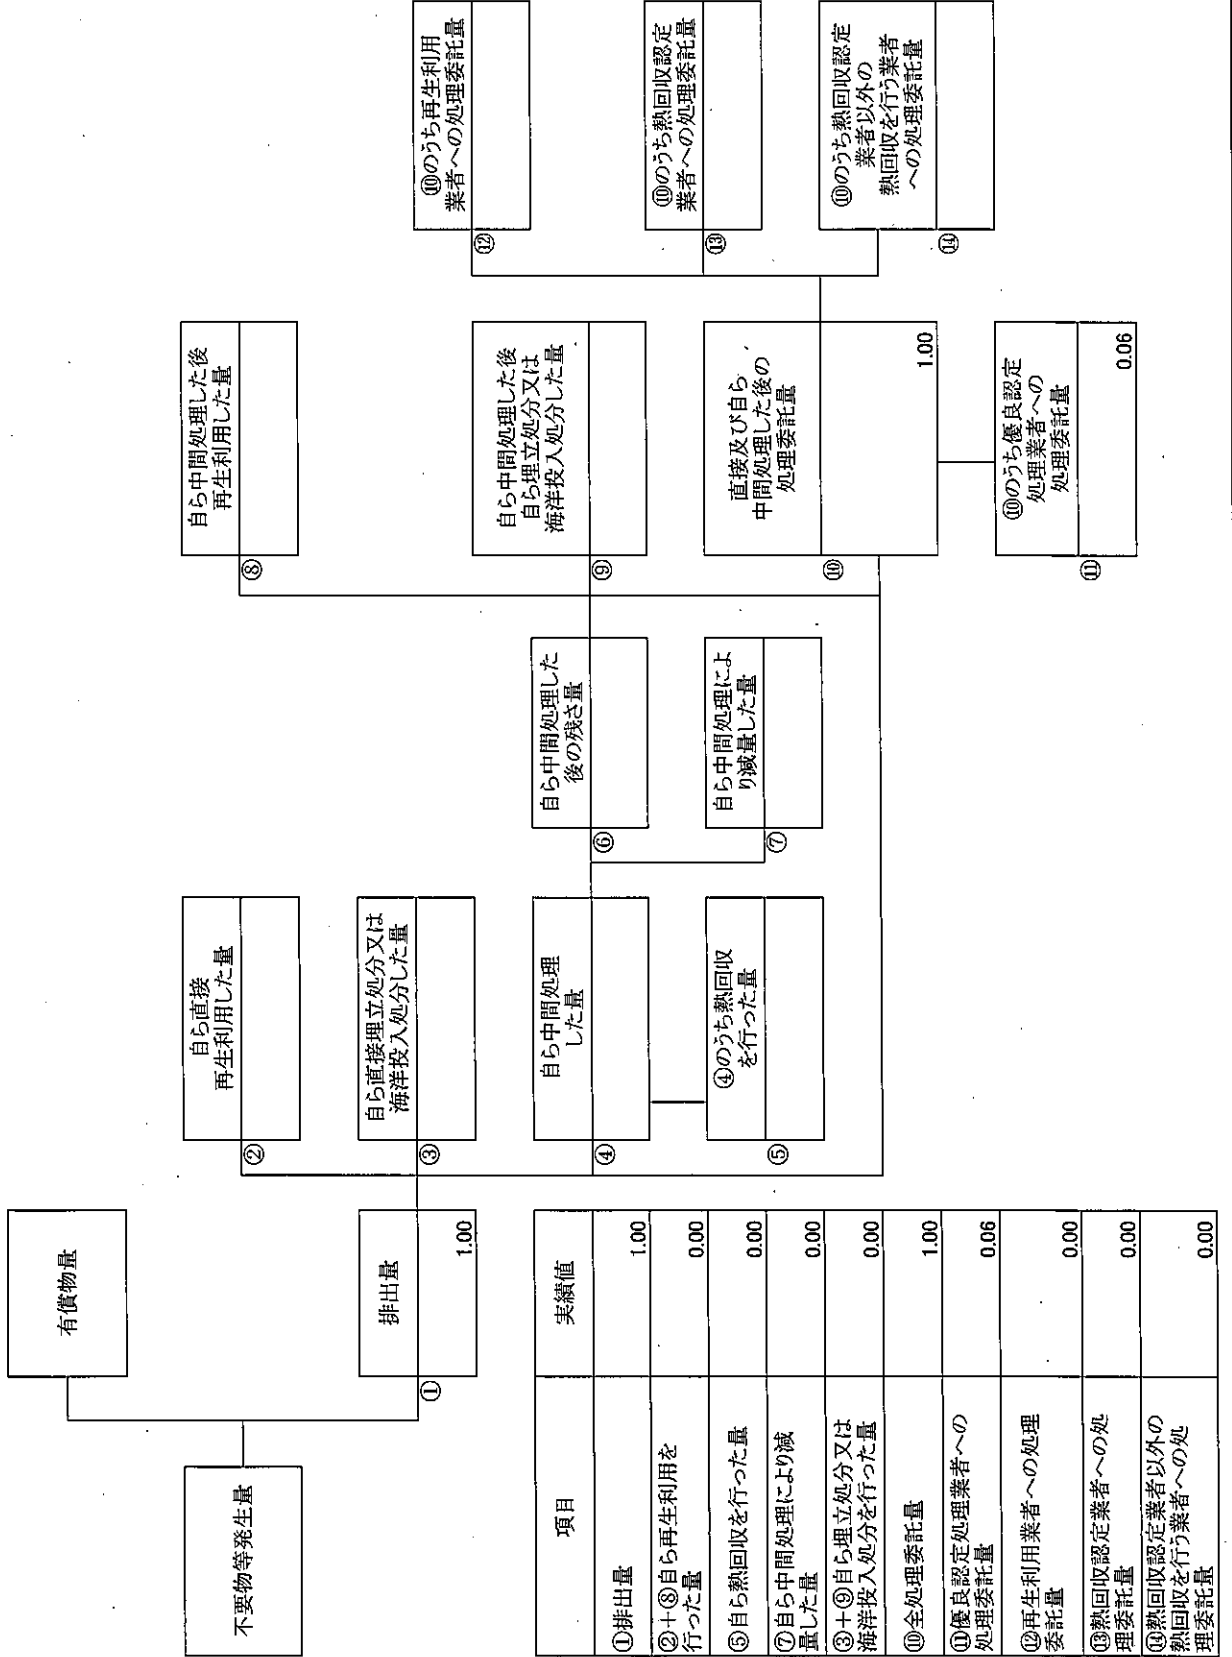 不要物等発生量
有償物量
排出量
①
1.00
自ら直接
再生利用した量
②
自ら直接埋立処分又は
海洋投入処分した量
③
自ら中間処理
した量
④
④のうち熱回収
を行った量
⑤
自ら中間処理した
後の残さ量
⑥
自ら中間処理によ
り減量した量
⑦
自ら中間処理した後
再生利用した量
⑧
自ら中間処理した後
自ら埋立処分又は
海洋投入処分した量
⑨
直接及び自ら
中間処理した後の
処理委託量
⑩
1.00
⑩のうち優良認定
処理業者への
処理委託量
⑪
0.06
⑩のうち再生利用
業者への処理委託量
⑫
⑩のうち熱回収認定
業者への処理委託量
⑬
⑩のうち熱回収認定
業者以外の
熱回収を行う業者
への処理委託量
⑭
項目 実績値
①排出量 1.00
②+⑧自ら再生利用を
行った量 0.00
⑤自ら熱回収を行った量 0.00
⑦自ら中間処理により減
量した量 0.00
③+⑨自ら埋立処分又は
海洋投入処分を行った量 0.00
⑩全処理委託量 1.00
⑪優良認定処理業者への
処理委託量 0.06
⑫再生利用業者への処理
委託量 0.00
⑬熱回収認定業者への処
理委託量 0.00
⑭熱回収認定業者以外の
熱回収を行う業者への処
理委託量 0.00